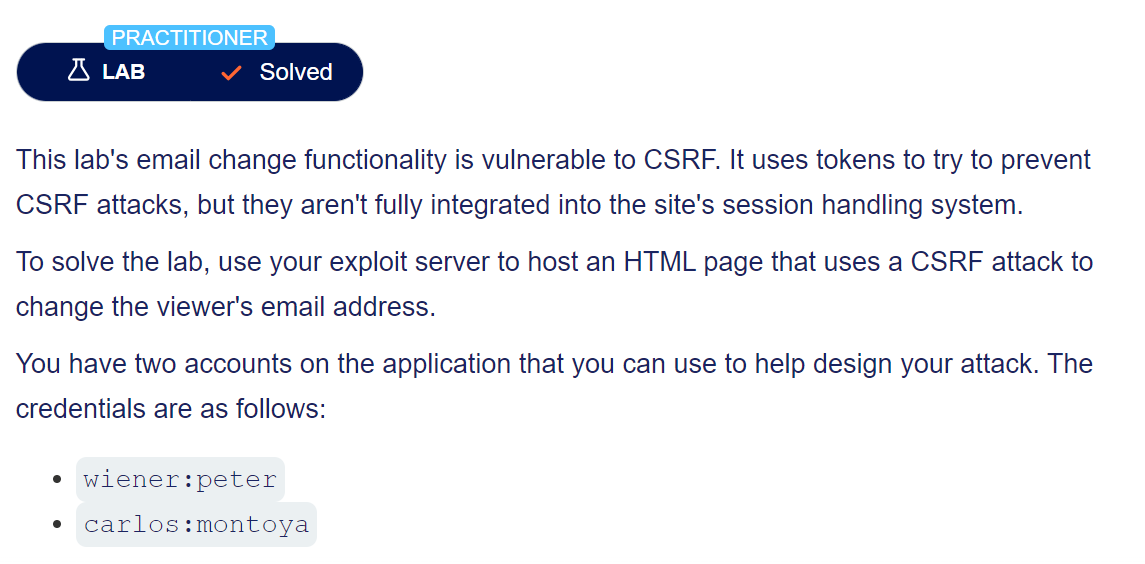 PRACTITIONER
LAB Solved
This lab's email change functionality is vulnerable to CSRF. It uses tokens to try to prevent
CSRF attacks, but they aren't fully integrated into the site's session handling system.
To solve the lab, use your exploit server to host an HTML page that uses a CSRF attack to
change the viewer's email address.
You have two accounts on the application that you can use to help design your attack. The
credentials are as follows:
wiener:peter
carlos:montoya